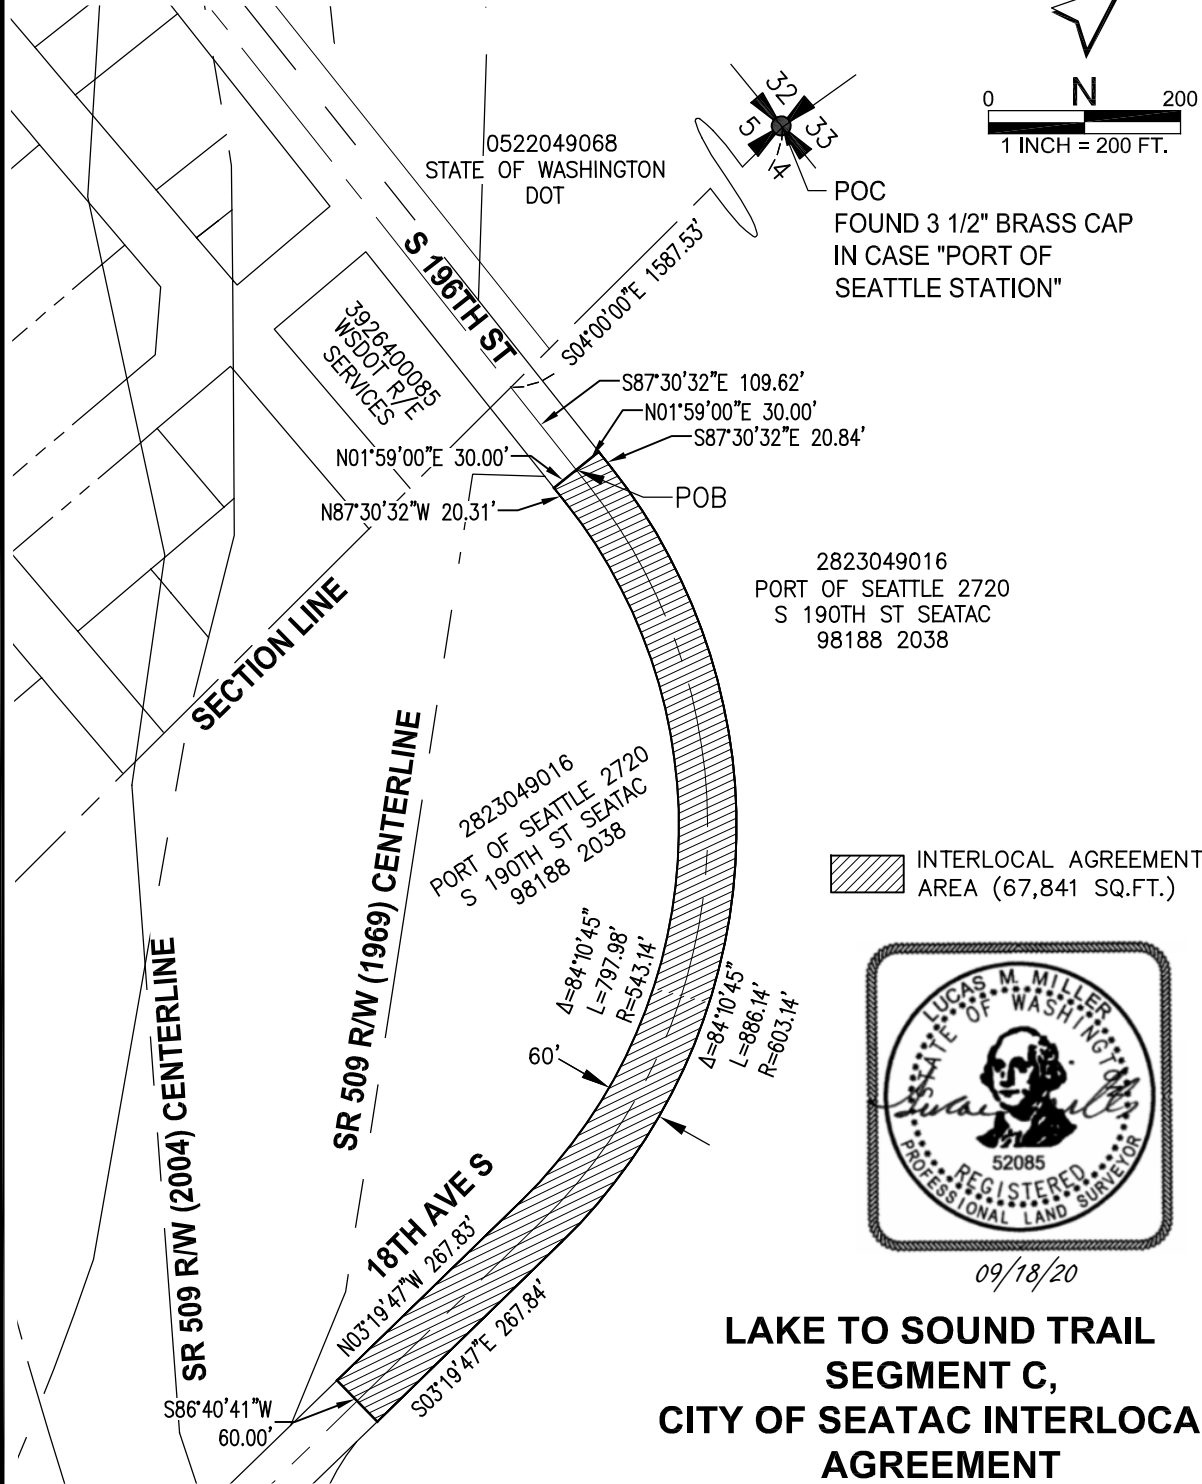 0522049068
STATE OF WASHINGTON
DOT
32
33
5
4
0
N
200
1 INCH = 200 FT.
POC
FOUND 3 1/2" BRASS CAP
IN CASE "PORT OF
SEATTLE STATION"
S 196TH ST
S04°00'00"E 1587.53'
3926400085
WSDOT R/E
SERVICES
S87°30'32"E 109.62'
N01°59'00"E 30.00'
S87°30'32"E 20.84'
N01°59'00"E 30.00'
N87°30'32"W 20.31'
POB
2823049016
PORT OF SEATTLE 2720
S 190TH ST SEATAC
98188 2038
SECTION LINE
SR 509 R/W (1969) CENTERLINE
2823049016
PORT OF SEATTLE 2720
S 190TH ST SEATAC
98188 2038
INTERLOCAL AGREEMENT
AREA (67,841 SQ.FT.)
SR 509 R/W (2004) CENTERLINE
Δ=84°10'45"
L=797.98'
R=543.14'
Δ=84°10'45"
L=886.14'
R=603.14'
60'
LUCAS M. MILLER
STATE OF WASHINGTON
52085
REGISTERED
PROFESSIONAL LAND SURVEYOR
09/18/20
18TH AVE S
N03°19'47"W 267.83'
S03°19'47"E 267.84'
S86°40'41"W
60.00'
LAKE TO SOUND TRAIL
SEGMENT C,
CITY OF SEATAC INTERLOCA
AGREEMENT